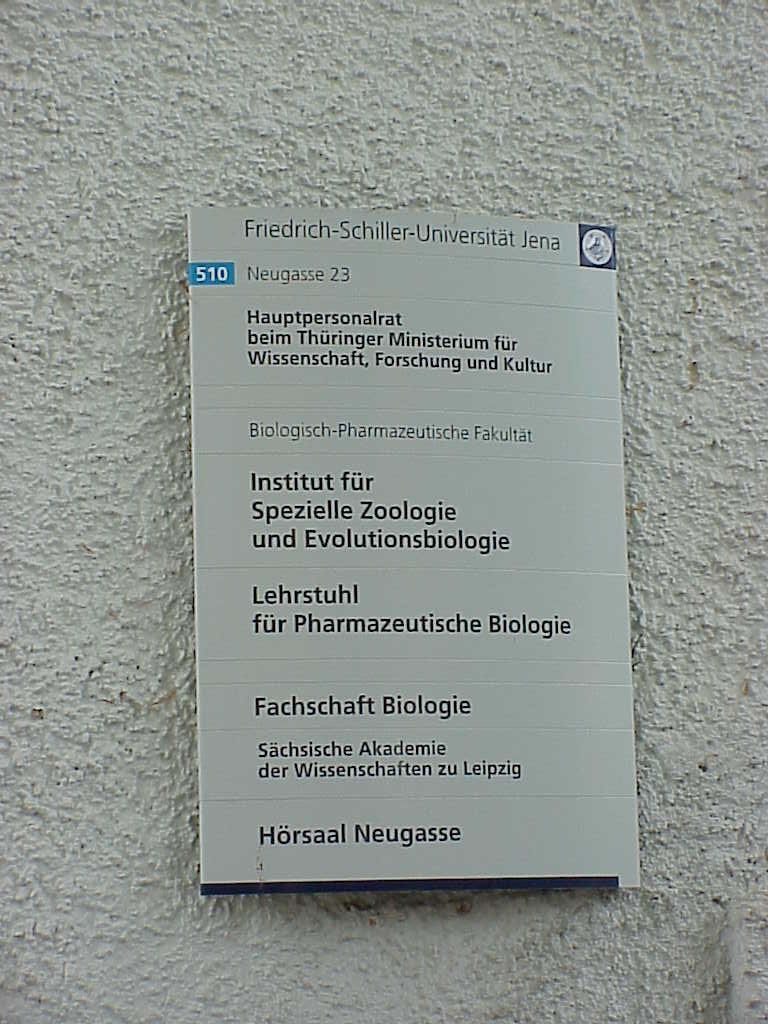 Friedrich-Schiller-Universität Jena
510 Neugasse 23
Hauptpersonalrat
beim Thüringer Ministerium für
Wissenschaft, Forschung und Kultur
Biologisch-Pharmazeutische Fakultät
Institut für
Spezielle Zoologie
und Evolutionsbiologie
Lehrstuhl
für Pharmazeutische Biologie
Fachschaft Biologie
Sächsische Akademie
der Wissenschaften zu Leipzig
Hörsaal Neugasse